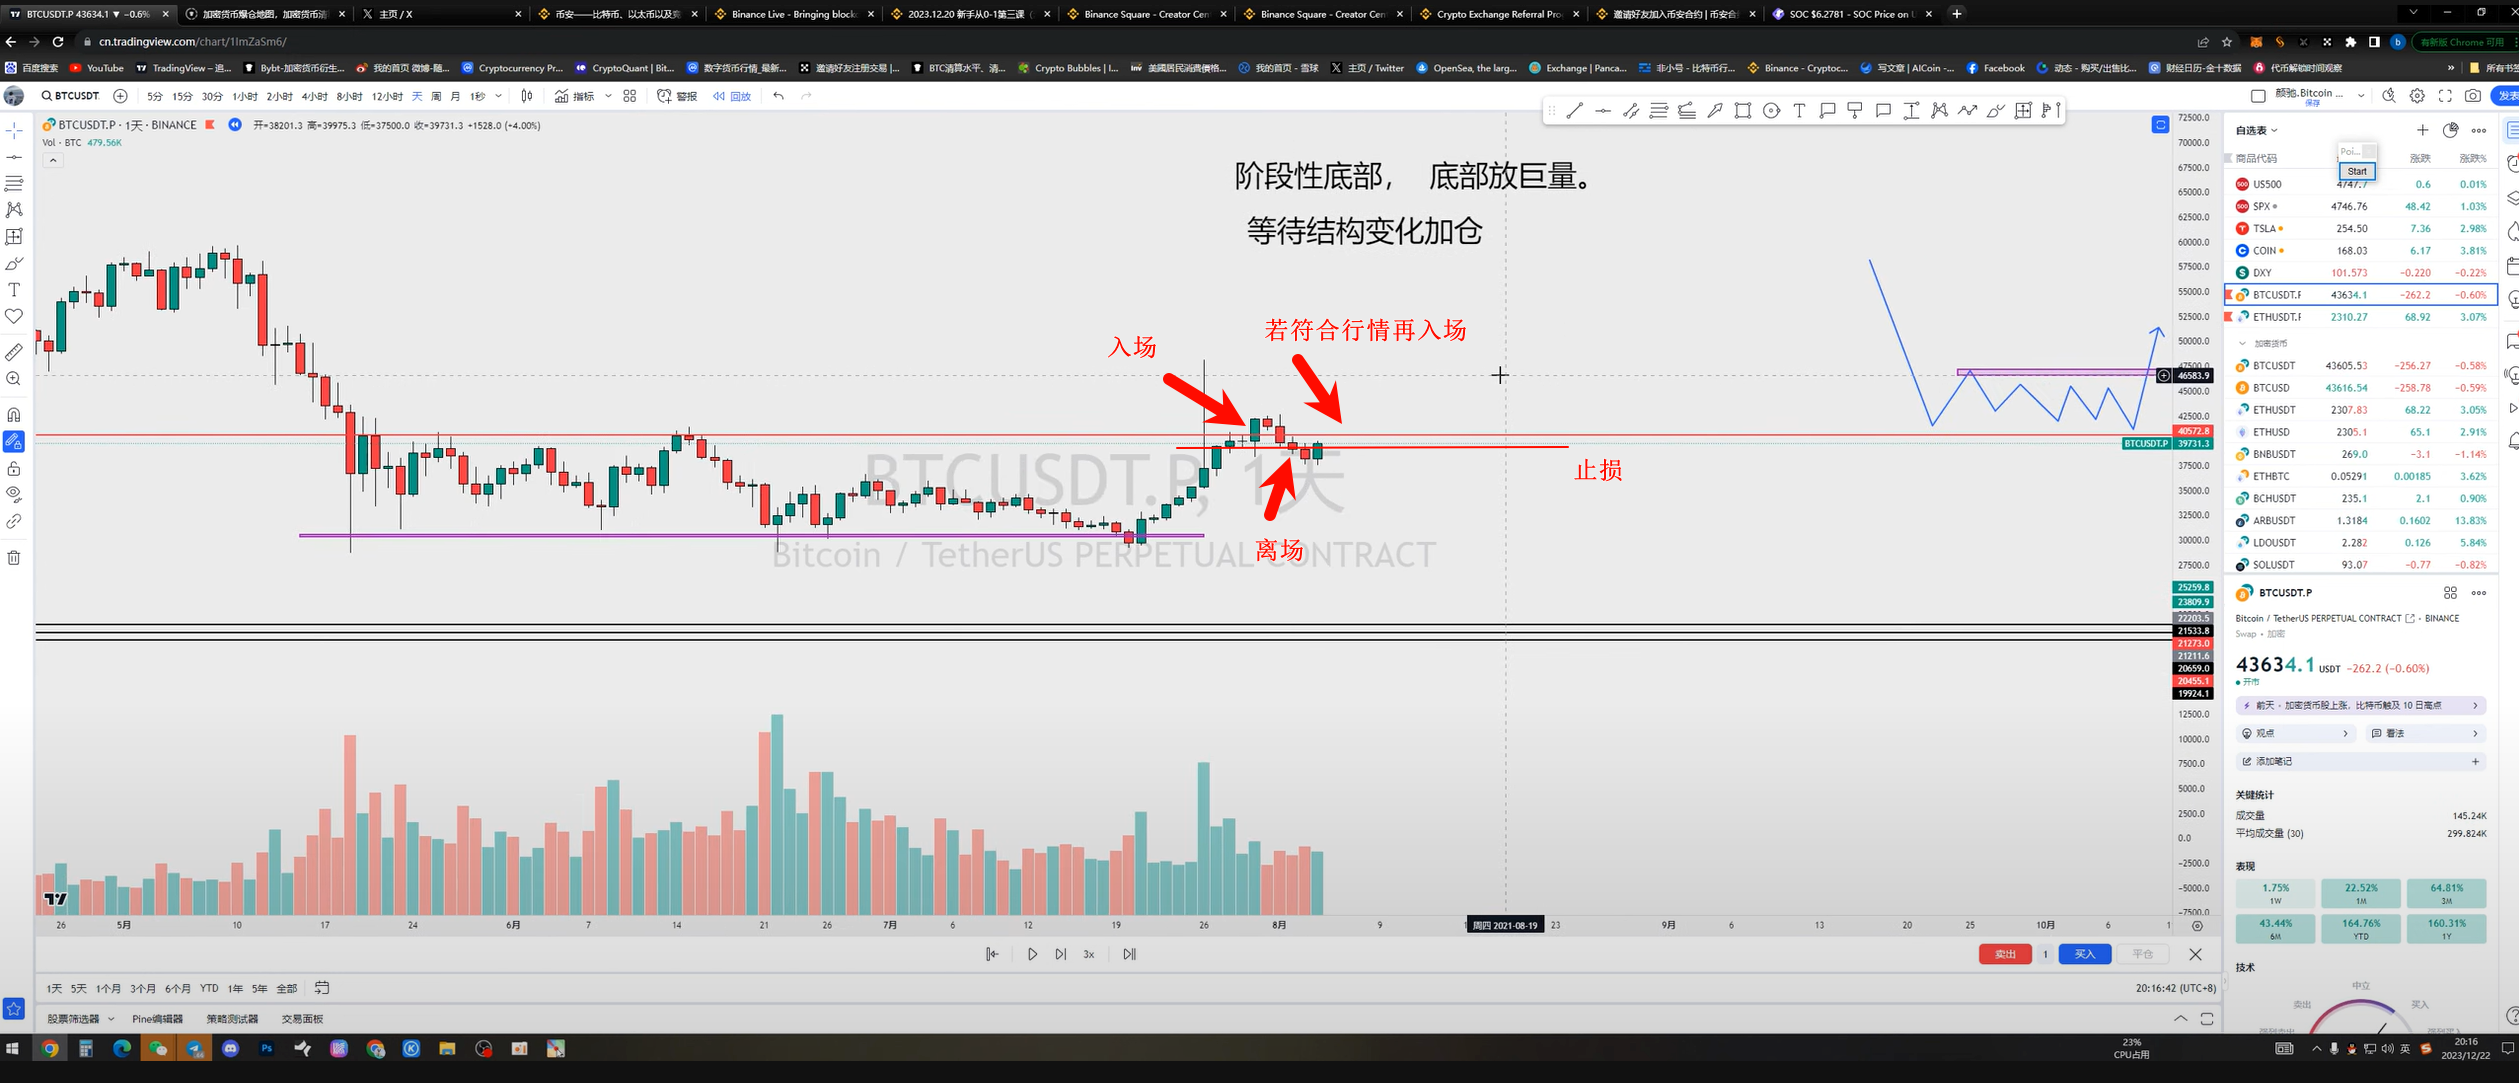 BTCUSDT.P 43634.1 ▼ −0.6%
加密货币爆仓地图，加密货币清
主页 / X
币安——比特币、以太币以及竞
Binance Live - Bringing block
2023.12.20 新手从0-1第三课
Binance Square - Creator Cen
Binance Square - Creator Cen
Crypto Exchange Referral Pro
邀请好友加入币安合约 | 币安合
SOC $6.2781 - SOC Price on
cn.tradingview.com/chart/1ImZaSm6/
有新版 Chrome 可用
百度搜索 YouTube TradingView – 追... Bybt-加密货币衍生... 我的首页 微博-随... Cryptocurrency Pr... CryptoQuant | Bit... 数字货币行情_最新... 邀请好友注册交易 |... BTC清算水平、清... Crypto Bubbles | I... 美國居民消費價格... 我的首页 - 雪球 主页 / Twitter OpenSea, the larg... Exchange | Panca... 非小号 - 比特币行... Binance - Cryptoc... 写文章 | AICoin -... Facebook 动态 - 购买/出售比... 财经日历-金十数据 代币解锁时间观察 » 所有书签
BTCUSDT. 5分 15分 30分 1小时 2小时 4小时 8小时 12小时 天 周 月 1秒 指标 警报 回放
颜驰.Bitcoin ...
保存
发表
BTCUSDT.P · 1天 · BINANCE 开=38201.3 高=39975.3 低=37500.0 收=39731.3 +1528.0 (+4.00%)
Vol · BTC 479.56K
阶段性底部， 底部放巨量。
等待结构变化加仓
入场
若符合行情再入场
止损
离场
BTCUSDT.P, 1天
Bitcoin / TetherUS PERPETUAL CONTRACT
72500.0
70000.0
67500.0
65000.0
62500.0
60000.0
57500.0
55000.0
52500.0
50000.0
46583.9
45000.0
42500.0
40572.8
BTCUSDT.P 39731.3
37500.0
35000.0
32500.0
30000.0
27500.0
25259.8
23809.9
22203.5
21533.8
21273.0
21211.6
20659.0
20455.1
19924.1
12500.0
10000.0
7500.0
5000.0
2500.0
0.0
−2500.0
−5000.0
−7500.0
26 5月 10 17 24 6月 7 14 21 26 7月 6 12 19 26 8月 9 周四 2021-08-19 23 9月 6 13 20 25 10月 6
3x
卖出 1 买入 平仓
1天 5天 1个月 3个月 6个月 YTD 1年 5年 全部
20:16:42 (UTC+8)
股票筛选器 Pine编辑器 策略测试器 交易面板
自选表
Poi...
Start
商品代码 涨跌 涨跌%
US500 4747.7 0.6 0.01%
SPX 4746.76 48.42 1.03%
TSLA 254.50 7.36 2.98%
COIN 168.03 6.17 3.81%
DXY 101.573 −0.220 −0.22%
BTCUSDT.P 43634.1 −262.2 −0.60%
ETHUSDT.P 2310.27 68.92 3.07%
加密货币
BTCUSDT 43605.53 −256.27 −0.58%
BTCUSD 43616.54 −258.78 −0.59%
ETHUSDT 2307.83 68.22 3.05%
ETHUSD 2305.1 65.1 2.91%
BNBUSDT 269.0 −3.1 −1.14%
ETHBTC 0.05291 0.00185 3.62%
BCHUSDT 235.1 2.1 0.90%
ARBUSDT 1.3184 0.1602 13.83%
LDOUSDT 2.282 0.126 5.84%
SOLUSDT 93.07 −0.77 −0.82%
BTCUSDT.P
Bitcoin / TetherUS PERPETUAL CONTRACT · BINANCE
Swap · 加密
43634.1 USDT −262.2 (−0.60%)
开市
前天 · 加密货币股上涨，比特币触及 10 日高点
观点 看法
添加笔记
关键统计
成交量 145.24K
平均成交量 (30) 299.824K
表现
1.75% 22.52% 64.81%
1W 1M 3M
43.44% 164.76% 160.31%
6M YTD 1Y
技术
中立
卖出 买入
23%
CPU占用
英
20:16
2023/12/22